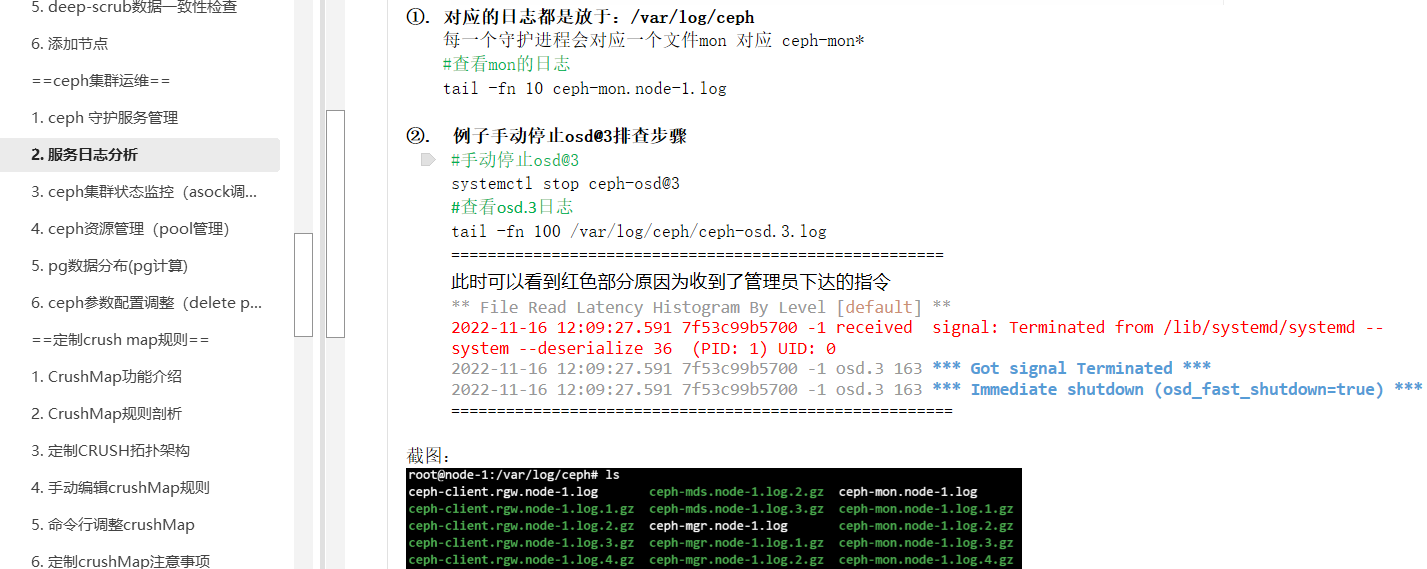 5. deep-scrub数据一致性检查
6. 添加节点
==ceph集群运维==
1. ceph 守护服务管理
2. 服务日志分析
3. ceph集群状态监控（asock调...
4. ceph资源管理（pool管理）
5. pg数据分布(pg计算)
6. ceph参数配置调整（delete p...
==定制crush map规则==
1. CrushMap功能介绍
2. CrushMap规则剖析
3. 定制CRUSH拓扑架构
4. 手动编辑crushMap规则
5. 命令行调整crushMap
6. 定制crushMap注意事项
①. 对应的日志都是放于：/var/log/ceph
每一个守护进程会对应一个文件mon 对应 ceph-mon*
#查看mon的日志
tail -fn 10 ceph-mon.node-1.log
②. 例子手动停止osd@3排查步骤
#手动停止osd@3
systemctl stop ceph-osd@3
#查看osd.3日志
tail -fn 100 /var/log/ceph/ceph-osd.3.log
======================================================
此时可以看到红色部分原因为收到了管理员下达的指令
** File Read Latency Histogram By Level [default] **
2022-11-16 12:09:27.591 7f53c99b5700 -1 received  signal: Terminated from /lib/systemd/systemd --
system --deserialize 36  (PID: 1) UID: 0
2022-11-16 12:09:27.591 7f53c99b5700 -1 osd.3 163 *** Got signal Terminated ***
2022-11-16 12:09:27.591 7f53c99b5700 -1 osd.3 163 *** Immediate shutdown (osd_fast_shutdown=true) ***
=======================================================
截图：
root@node-1:/var/log/ceph# ls
ceph-client.rgw.node-1.log ceph-mds.node-1.log.2.gz ceph-mon.node-1.log
ceph-client.rgw.node-1.log.1.gz ceph-mds.node-1.log.3.gz ceph-mon.node-1.log.1.gz
ceph-client.rgw.node-1.log.2.gz ceph-mgr.node-1.log ceph-mon.node-1.log.2.gz
ceph-client.rgw.node-1.log.3.gz ceph-mgr.node-1.log.1.gz ceph-mon.node-1.log.3.gz
ceph-client.rgw.node-1.log.4.gz ceph-mgr.node-1.log.2.gz ceph-mon.node-1.log.4.gz